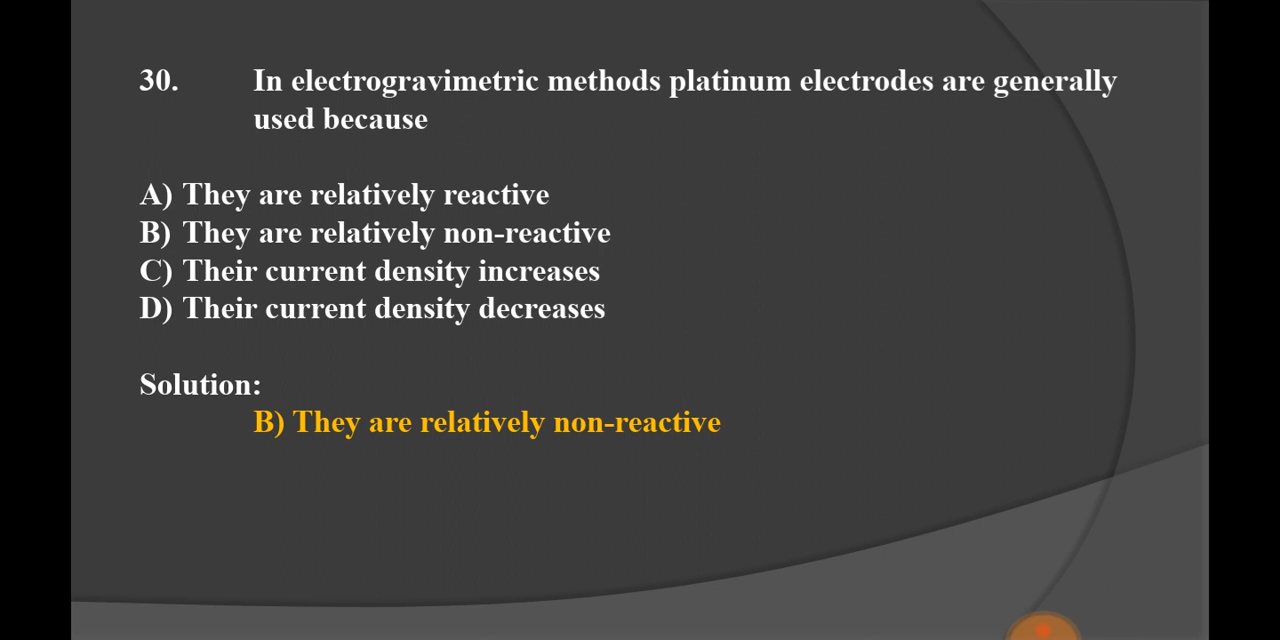 30. In electrogravimetric methods platinum electrodes are generally
used because
A) They are relatively reactive
B) They are relatively non-reactive
C) Their current density increases
D) Their current density decreases
Solution:
B) They are relatively non-reactive